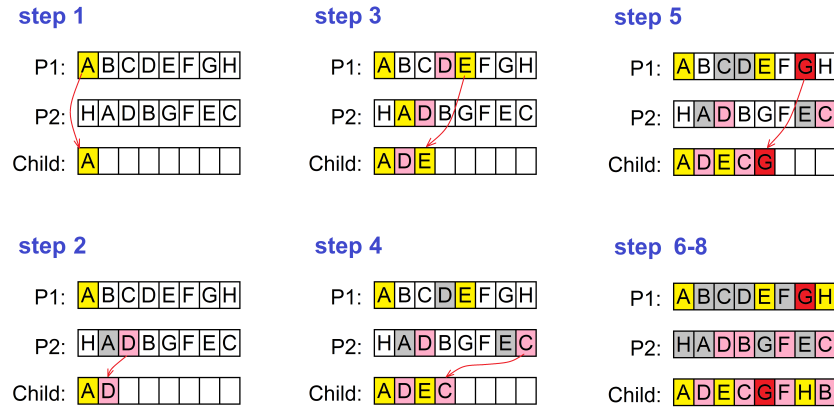 step 1
P1: A B C D E F G H
P2: H A D B G F E C
Child: A
step 2
P1: A B C D E F G H
P2: H A D B G F E C
Child: A D
step 3
P1: A B C D E F G H
P2: H A D B G F E C
Child: A D E
step 4
P1: A B C D E F G H
P2: H A D B G F E C
Child: A D E C
step 5
P1: A B C D E F G H
P2: H A D B G F E C
Child: A D E C G
step 6-8
P1: A B C D E F G H
P2: H A D B G F E C
Child: A D E C G F H B